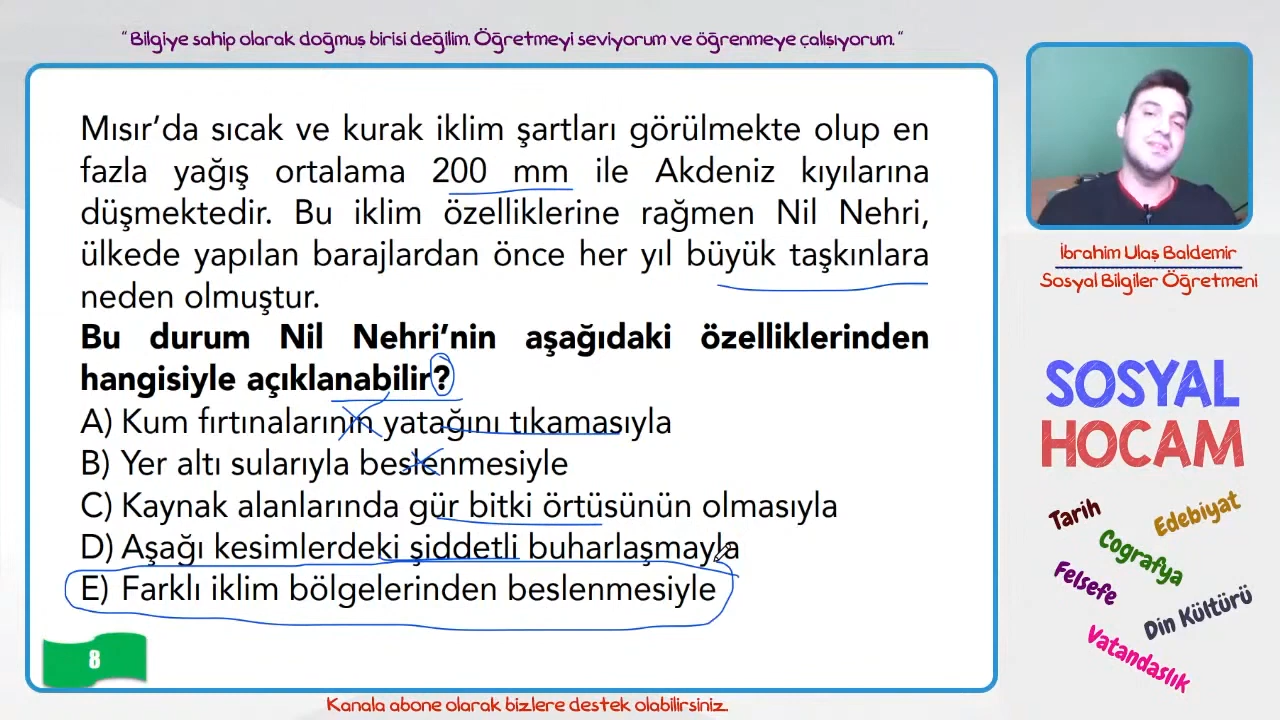 " Bilgiye sahip olarak doğmuş birisi değilim. Öğretmeyi seviyorum ve öğrenmeye çalışıyorum. "
Mısır’da sıcak ve kurak iklim şartları görülmekte olup en
fazla yağış ortalama 200 mm ile Akdeniz kıyılarına
düşmektedir. Bu iklim özelliklerine rağmen Nil Nehri,
ülkede yapılan barajlardan önce her yıl büyük taşkınlara
neden olmuştur.
Bu durum Nil Nehri’nin aşağıdaki özelliklerinden
hangisiyle açıklanabilir?
A) Kum fırtınalarının yatağını tıkamasıyla
B) Yer altı sularıyla beslenmesiyle
C) Kaynak alanlarında gür bitki örtüsünün olmasıyla
D) Aşağı kesimlerdeki şiddetli buharlaşmayla
E) Farklı iklim bölgelerinden beslenmesiyle
8
İbrahim Ulaş Baldemir
Sosyal Bilgiler Öğretmeni
SOSYAL
HOCAM
Tarih
Edebiyat
Coğrafya
Felsefe
Din Kültürü
Vatandaşlık
Kanala abone olarak bizlere destek olabilirsiniz.